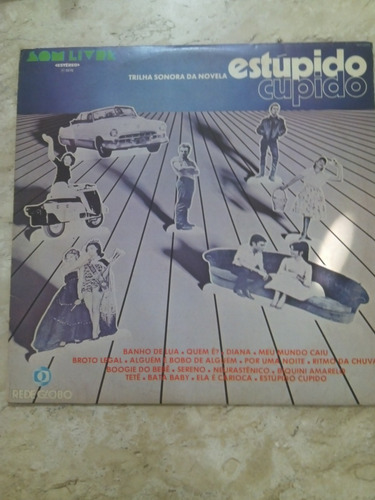 SOM LIVRE
TRILHA SONORA DA NOVELA
estúpido
cupido
BANHO DE LUA • QUEM É? • DIANA • MEU MUNDO CAIU
BROTO LEGAL • ALGUÉM É BOBO DE ALGUÉM • POR UMA NOITE • RITMO DA CHUVA
BOOGIE DO BEBÊ • SERENO • NEURASTÊNICO • BIQUINI AMARELO
TETÊ • BATA BABY • ELA É CARIOCA • ESTÚPIDO CUPIDO
REDE GLOBO